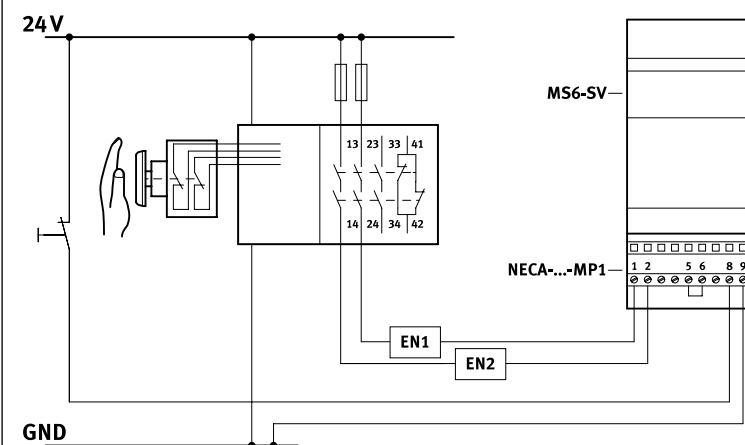 24 V
MS6-SV
13 23 33 41
14 24 34 42
NECA-...-MP1
1 2 5 6 8 9
EN1
EN2
GND